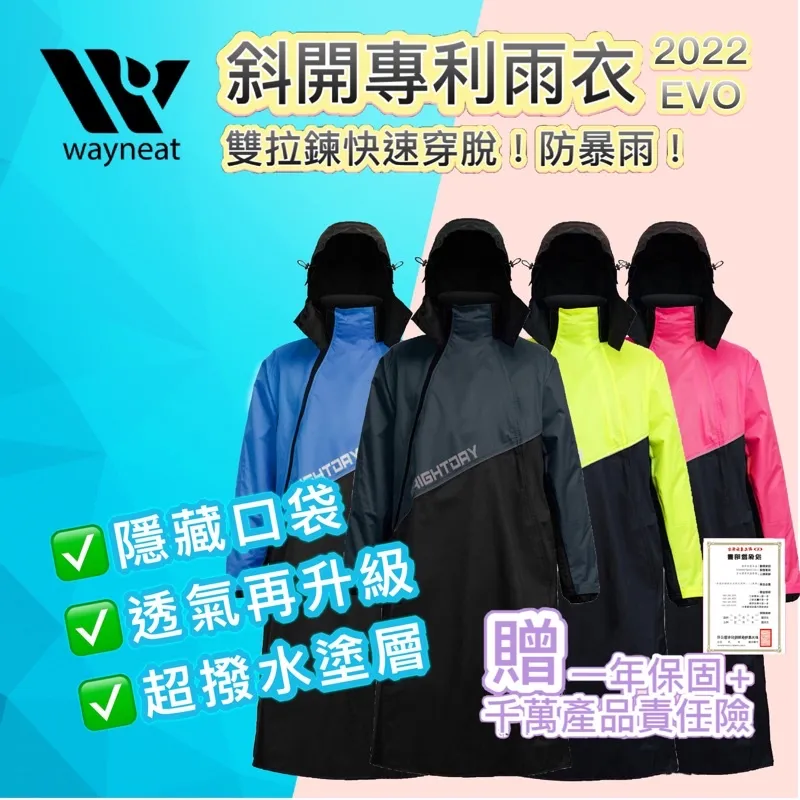 wayneat
斜開專利雨衣
2022
EVO
雙拉鍊快速穿脫！防暴雨！
RIGHTDAY
隱藏口袋
透氣再升級
超撥水塗層
贈一年保固+
千萬產品責任險